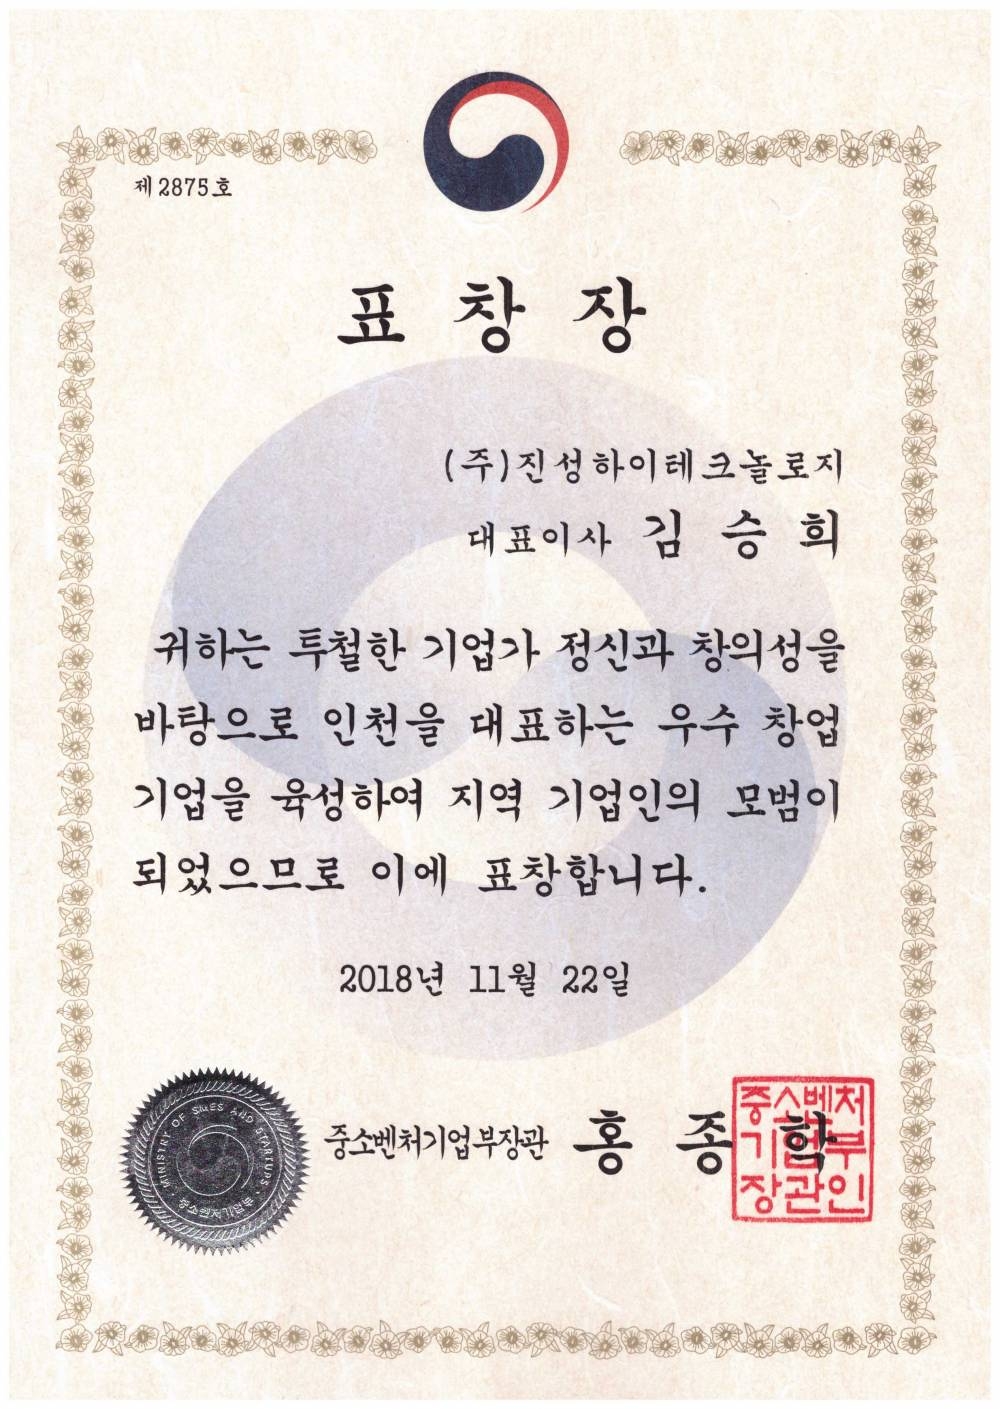 제 2875 호
표 창 장
(주)진성하이테크놀로지
대표이사 김 승 희
귀하는 투철한 기업가 정신과 창의성을
바탕으로 인천을 대표하는 우수 창업
기업을 육성하여 지역 기업인의 모범이
되었으므로 이에 표창합니다.
2018년 11월 22일
중소벤처기업부장관 홍 종 학
중소벤처
기업부
장관인
MINISTRY OF SMEs AND STARTUPS
중소벤처기업부